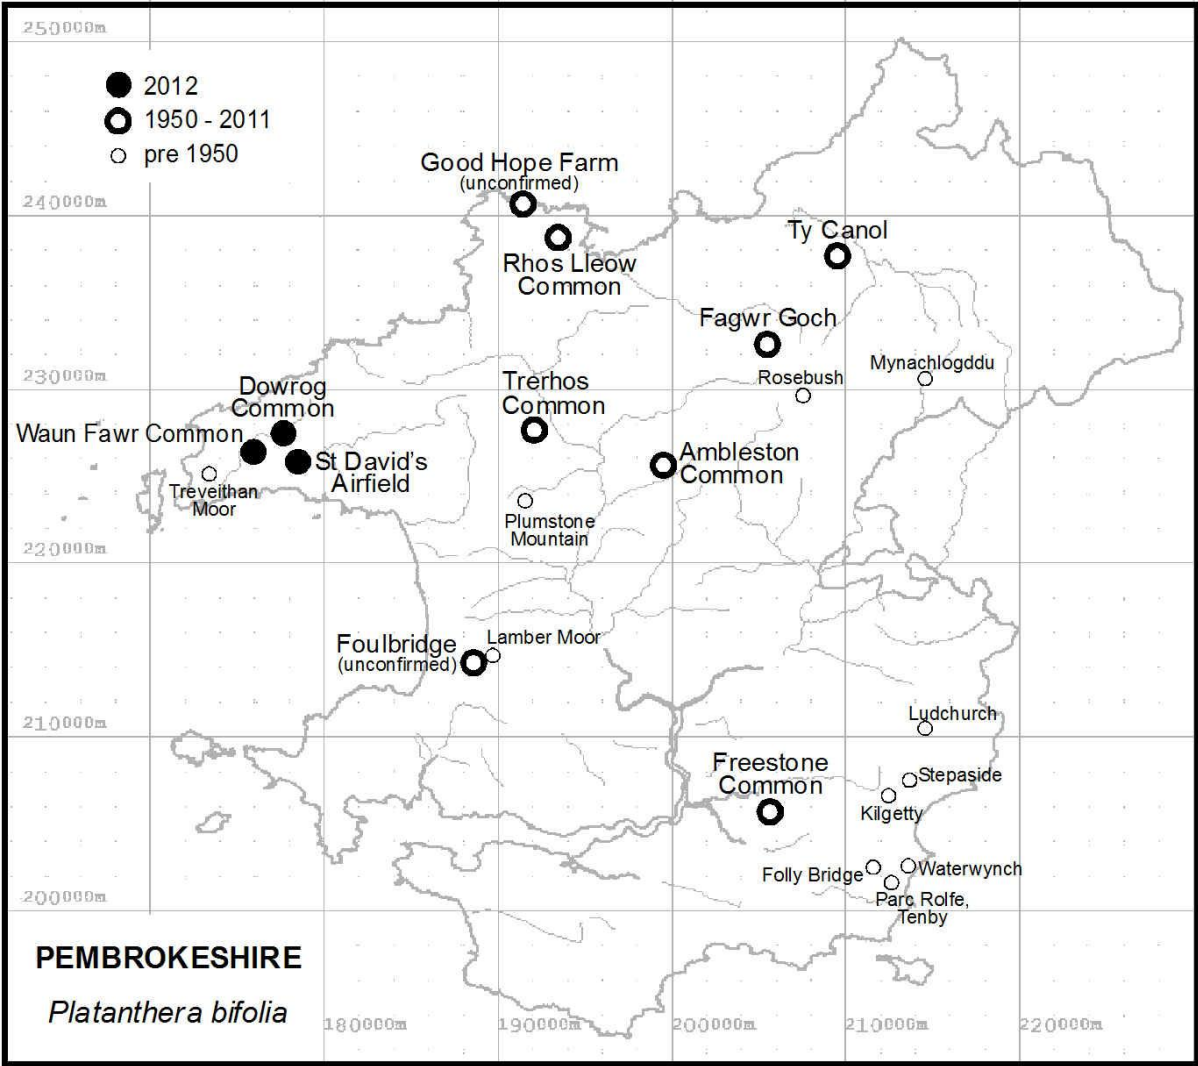 250000m
2012
1950 - 2011
pre 1950
Good Hope Farm
(unconfirmed)
240000m
Ty Canol
Rhos Lleow
Common
Fagwr Goch
Mynachlogddu
230000m
Rosebush
Dowrog
Common
Trerhos
Common
Waun Fawr Common
St David's
Airfield
Ambleston
Common
Treveithan
Moor
Plumstone
Mountain
220000m
Foulbridge
(unconfirmed)
Lamber Moor
210000m
Ludchurch
Freestone
Common
Stepaside
Kilgetty
Folly Bridge
Waterwynch
Parc Rolfe,
Tenby
200000m
PEMBROKESHIRE
Platanthera bifolia
180000m
190000m
200000m
210000m
220000m